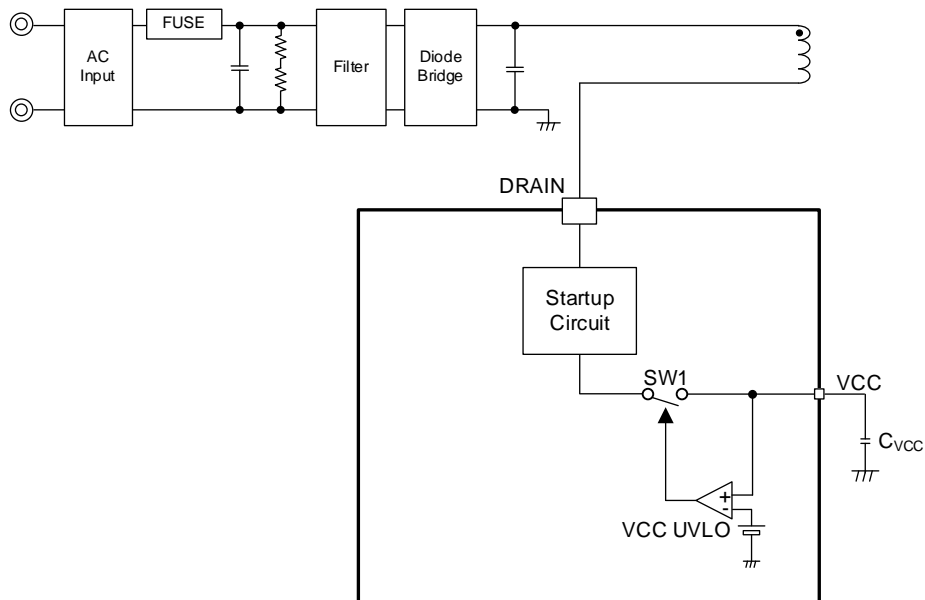 FUSE
AC
Input
Filter
Diode
Bridge
DRAIN
Startup
Circuit
SW1
VCC
CVCC
+
-
VCC UVLO